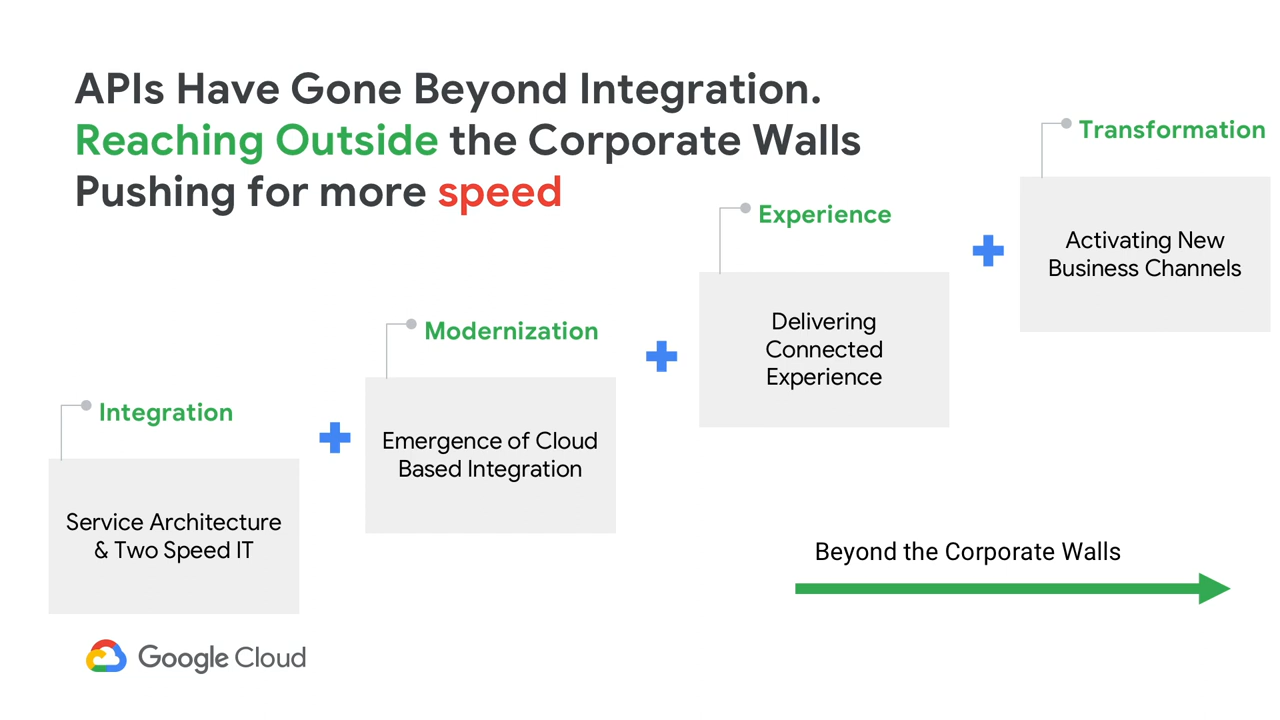 APIs Have Gone Beyond Integration.
Reaching Outside the Corporate Walls
Pushing for more speed
Integration
Service Architecture
& Two Speed IT
Modernization
Emergence of Cloud
Based Integration
Experience
Delivering
Connected
Experience
Transformation
Activating New
Business Channels
Beyond the Corporate Walls
Google Cloud